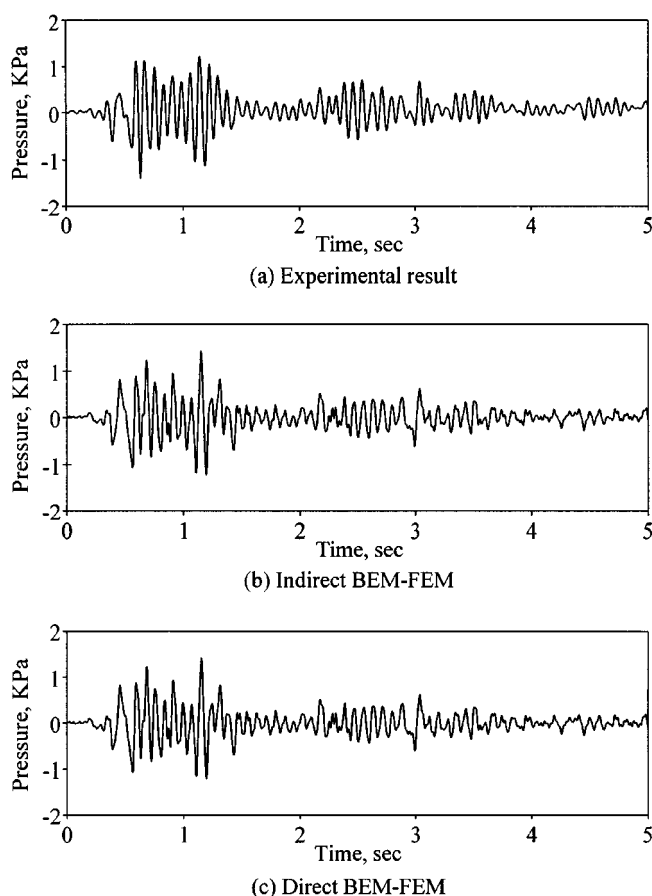 2
1
0
-1
-2
Pressure, KPa
0 1 2 3 4 5
Time, sec
(a) Experimental result
2
1
0
-1
-2
Pressure, KPa
0 1 2 3 4 5
Time, sec
(b) Indirect BEM-FEM
2
1
0
-1
-2
Pressure, KPa
0 1 2 3 4 5
Time, sec
(c) Direct BEM-FEM